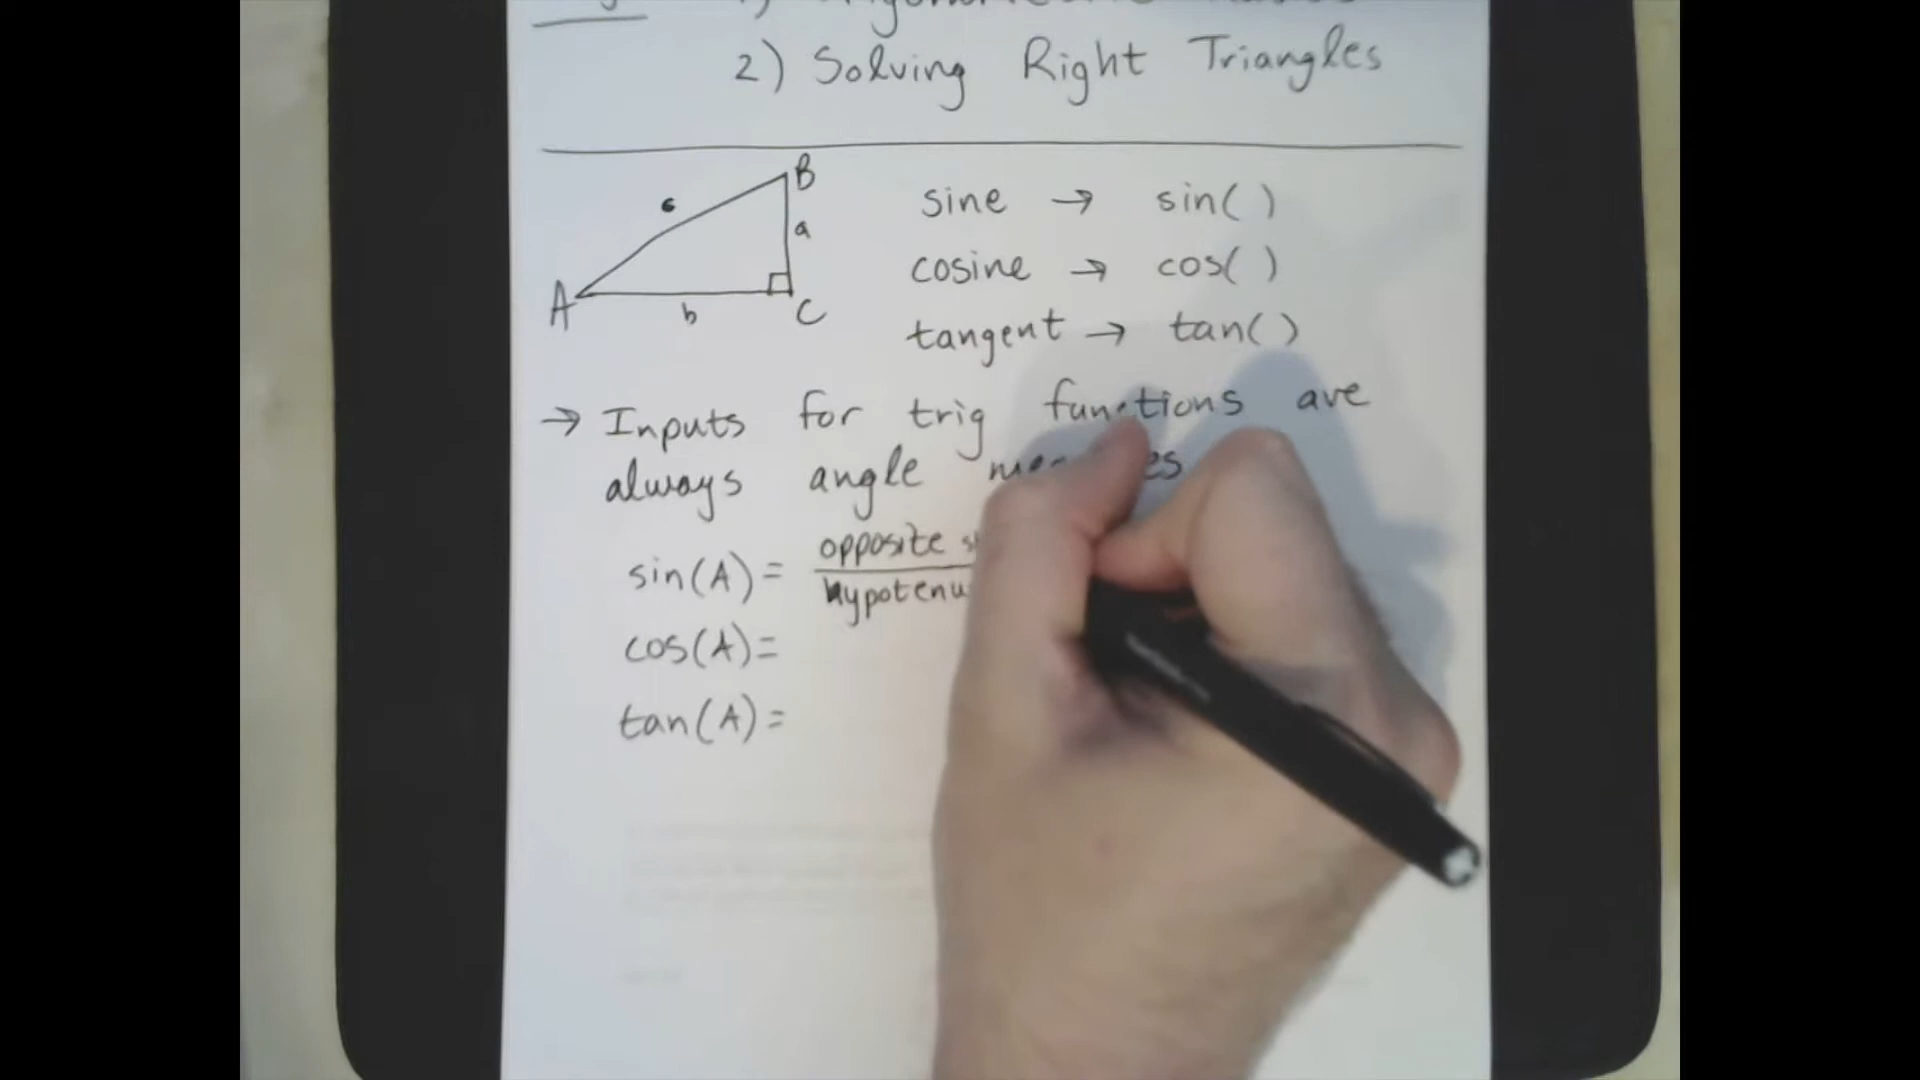 2) Solving Right Triangles
B
c
a
A
b
C
sine → sin( )
cosine → cos( )
tangent → tan( )
→ Inputs for trig functions are
always angle
sin(A) = opposite
cos(A) =
tan(A) =